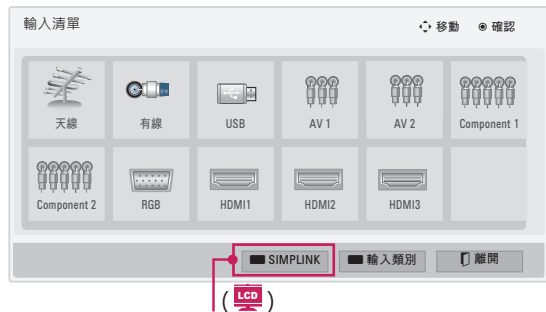 輸入清單 移動 ◉ 確認
天線 有線 USB AV 1 AV 2 Component 1
Component 2 RGB HDMI1 HDMI2 HDMI3
SIMPLINK 輸入類別 離開
( LCD )